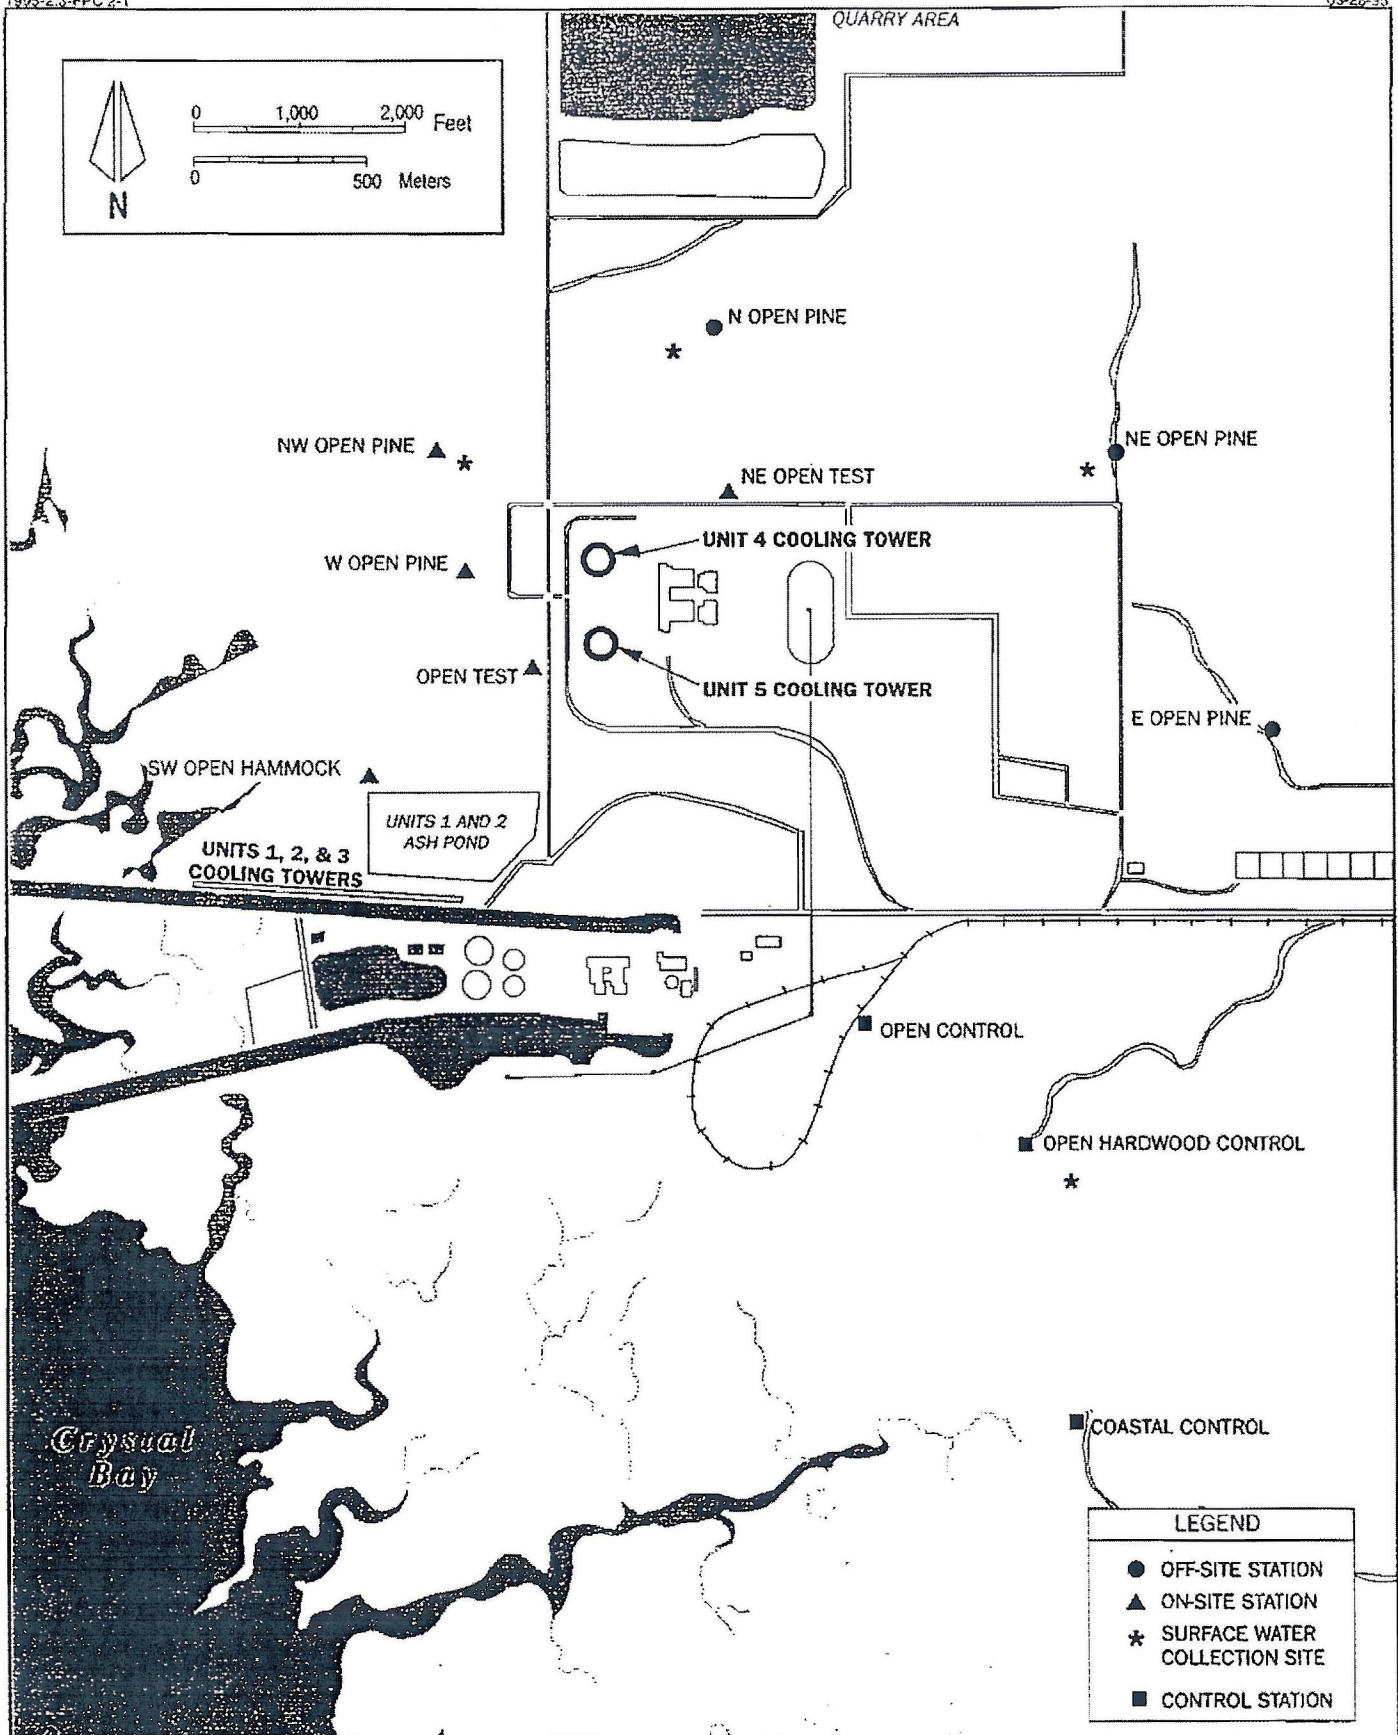 QUARRY AREA
0 1,000 2,000 Feet
0 500 Meters
N
N OPEN PINE
*
NW OPEN PINE
*
NE OPEN PINE
*
NE OPEN TEST
UNIT 4 COOLING TOWER
W OPEN PINE
OPEN TEST
UNIT 5 COOLING TOWER
E OPEN PINE
SW OPEN HAMMOCK
UNITS 1 AND 2
ASH POND
UNITS 1, 2, & 3
COOLING TOWERS
OPEN CONTROL
OPEN HARDWOOD CONTROL
*
COASTAL CONTROL
Crystal
Bay
LEGEND
OFF-SITE STATION
ON-SITE STATION
* SURFACE WATER
COLLECTION SITE
CONTROL STATION